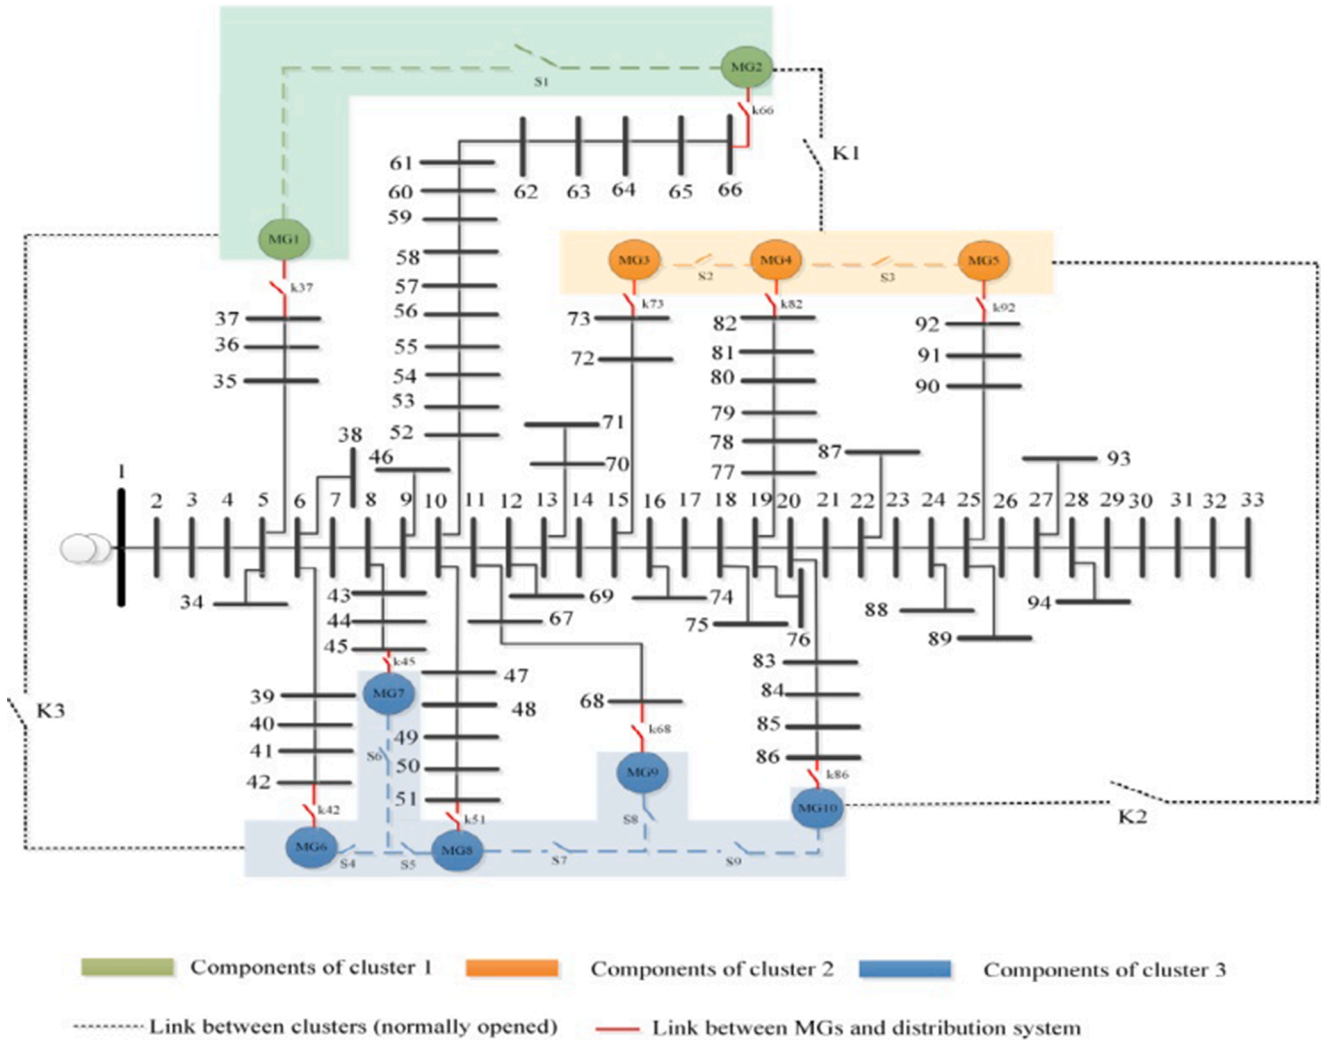 MG2
S1
k66
K1
61
62 63 64 65 66
60
59
MG1
58
MG3 S2 MG4 S3 MG5
k37
57
k73 k82 k92
37
56
73 82 92
36
55
72 81 91
35
54
80 90
53
79
71
52
78
38
46
70
77
87
93
1
2 3 4 5 6 7 8 9 10 11 12 13 14 15 16 17 18 19 20 21 22 23 24 25 26 27 28 29 30 31 32 33
34
43
69
74
88
94
44
67
75
76
89
45
k45
83
47
MG7
84
39
68
48
K3
40
85
49
k68
41
S6
86
50
42
k86
MG9
51
k42
k51
MG10
K2
S8
MG6 S4 S5 MG8 S7 S9
Components of cluster 1
Components of cluster 2
Components of cluster 3
Link between clusters (normally opened)
Link between MGs and distribution system